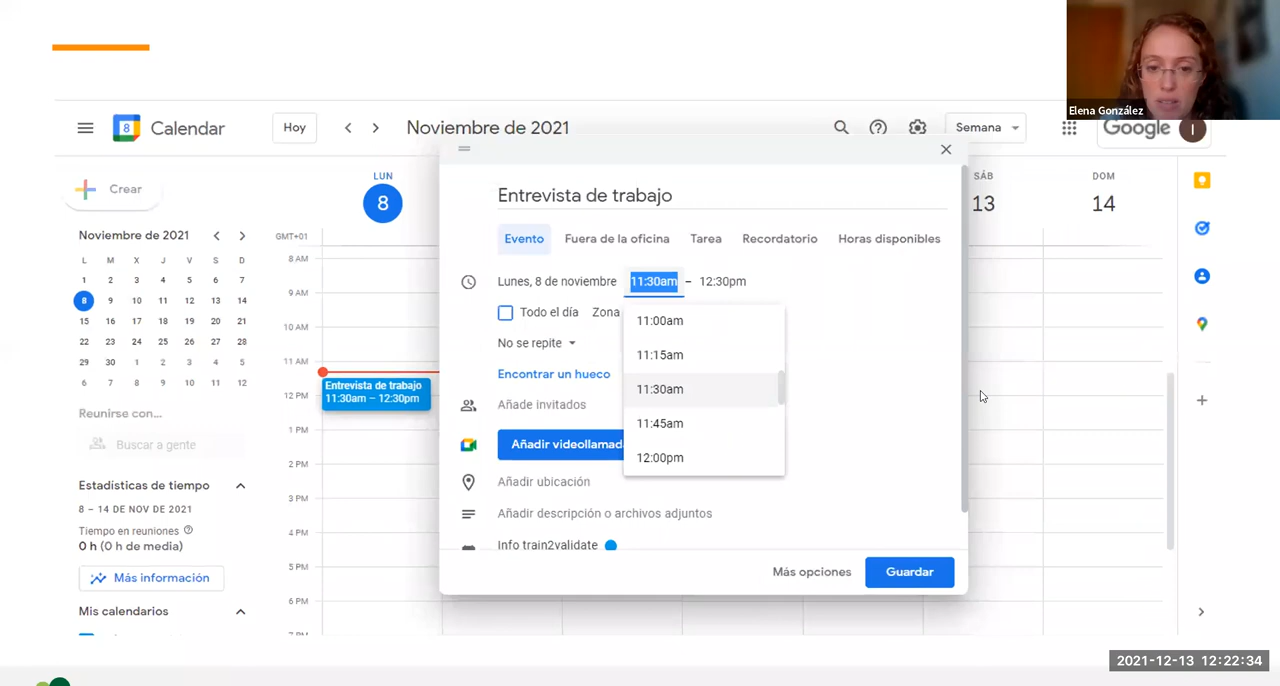 Elena González
Calendar
8
Hoy
Noviembre de 2021
Semana
Google
I
Crear
LUN
8
SÁB
13
DOM
14
Entrevista de trabajo
Noviembre de 2021
GMT+01
L M X J V S D
1 2 3 4 5 6 7
8 9 10 11 12 13 14
15 16 17 18 19 20 21
22 23 24 25 26 27 28
29 30 1 2 3 4 5
6 7 8 9 10 11 12
8 AM
9 AM
10 AM
11 AM
12 PM
1 PM
2 PM
3 PM
4 PM
5 PM
6 PM
7 PM
Entrevista de trabajo
11:30am – 12:30pm
Evento Fuera de la oficina Tarea Recordatorio Horas disponibles
Lunes, 8 de noviembre 11:30am – 12:30pm
Todo el día Zona
No se repite
Encontrar un hueco
Añade invitados
Añadir videollamad
Añadir ubicación
Añadir descripción o archivos adjuntos
Info train2validate
11:00am
11:15am
11:30am
11:45am
12:00pm
Más opciones
Guardar
Reunirse con...
Buscar a gente
Estadísticas de tiempo
8 – 14 DE NOV DE 2021
Tiempo en reuniones
0 h (0 h de media)
Más información
Mis calendarios
2021-12-13 12:22:34